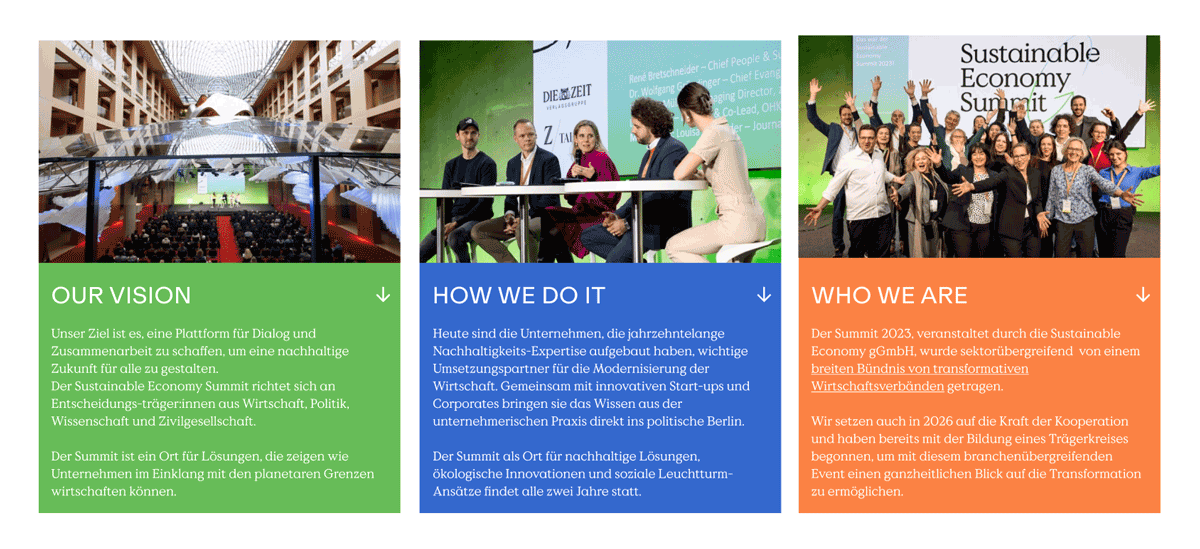 DIE ZEIT
VERLAGSGRUPPE
René Bretschneider – Chief People & Su
Dr. Wolfgang
– Chief Evang
aging Director,
& Co-Lead, OHK
Louisa
der – Journa
Das war der
Sustainable
Economy
Summit 2023!
Sustainable
Economy
Summit
OUR VISION
Unser Ziel ist es, eine Plattform für Dialog und
Zusammenarbeit zu schaffen, um eine nachhaltige
Zukunft für alle zu gestalten.
Der Sustainable Economy Summit richtet sich an
Entscheidungs-träger:innen aus Wirtschaft, Politik,
Wissenschaft und Zivilgesellschaft.
Der Summit ist ein Ort für Lösungen, die zeigen wie
Unternehmen im Einklang mit den planetaren Grenzen
wirtschaften können.
HOW WE DO IT
Heute sind die Unternehmen, die jahrzehntelange
Nachhaltigkeits-Expertise aufgebaut haben, wichtige
Umsetzungspartner für die Modernisierung der
Wirtschaft. Gemeinsam mit innovativen Start-ups und
Corporates bringen sie das Wissen aus der
unternehmerischen Praxis direkt ins politische Berlin.
Der Summit als Ort für nachhaltige Lösungen,
ökologische Innovationen und soziale Leuchtturm-
Ansätze findet alle zwei Jahre statt.
WHO WE ARE
Der Summit 2023, veranstaltet durch die Sustainable
Economy gGmbH, wurde sektorübergreifend von einem
breiten Bündnis von transformativen
Wirtschaftsverbänden getragen.
Wir setzen auch in 2026 auf die Kraft der Kooperation
und haben bereits mit der Bildung eines Trägerkreises
begonnen, um mit diesem branchenübergreifenden
Event einen ganzheitlichen Blick auf die Transformation
zu ermöglichen.